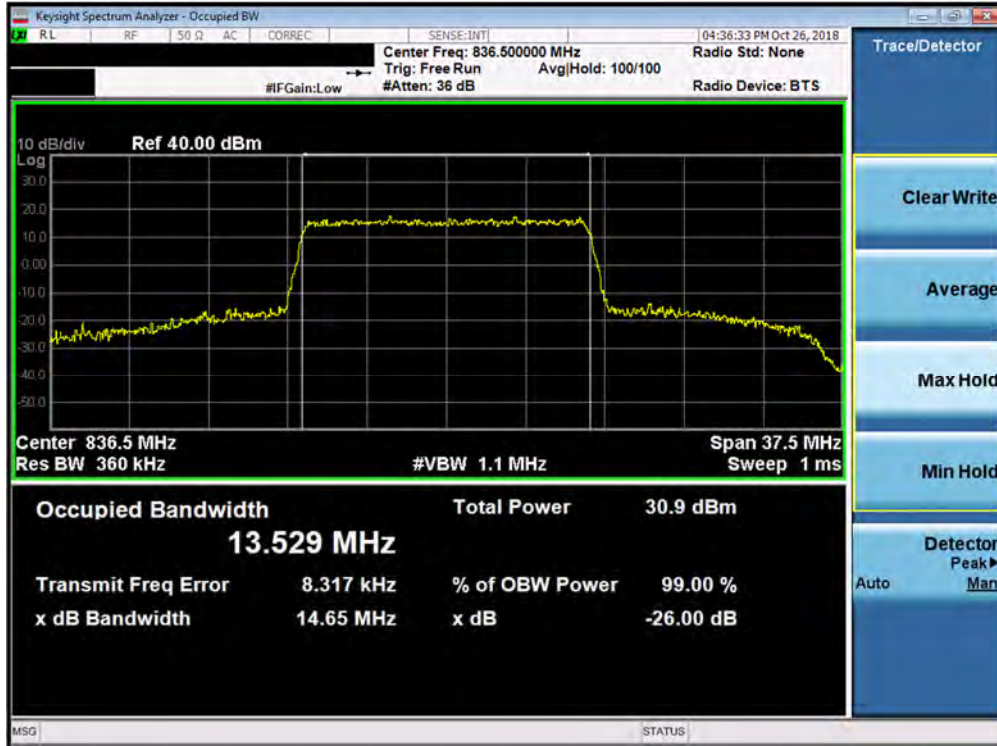 Keysight Spectrum Analyzer - Occupied BW
LXI RL RF 50 Ω AC CORREC SENSE:INT 04:36:33 PM Oct 26, 2018
Center Freq: 836.500000 MHz Radio Std: None
Trig: Free Run Avg|Hold: 100/100
#IFGain:Low #Atten: 36 dB Radio Device: BTS
10 dB/div Ref 40.00 dBm
Log
30.0
20.0
10.0
0.00
-10.0
-20.0
-30.0
-40.0
-50.0
Center 836.5 MHz Span 37.5 MHz
Res BW 360 kHz #VBW 1.1 MHz Sweep 1 ms
Occupied Bandwidth Total Power 30.9 dBm
13.529 MHz
Transmit Freq Error 8.317 kHz % of OBW Power 99.00 %
x dB Bandwidth 14.65 MHz x dB -26.00 dB
MSG STATUS
Trace/Detector
Clear Write
Average
Max Hold
Min Hold
Detector
Peak▶
Auto Man